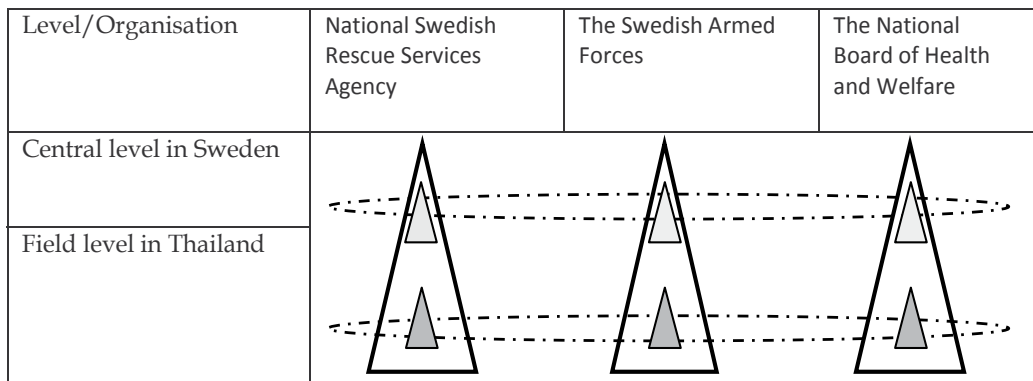 Level/Organisation
National Swedish
Rescue Services
Agency
The Swedish Armed
Forces
The National
Board of Health
and Welfare
Central level in Sweden
Field level in Thailand